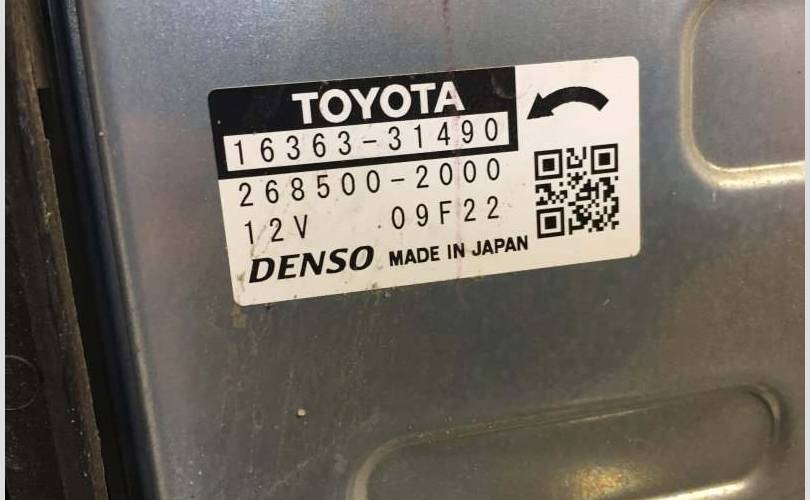 TOYOTA
16363-31490
268500-2000
12V 09F22
DENSO MADE IN JAPAN